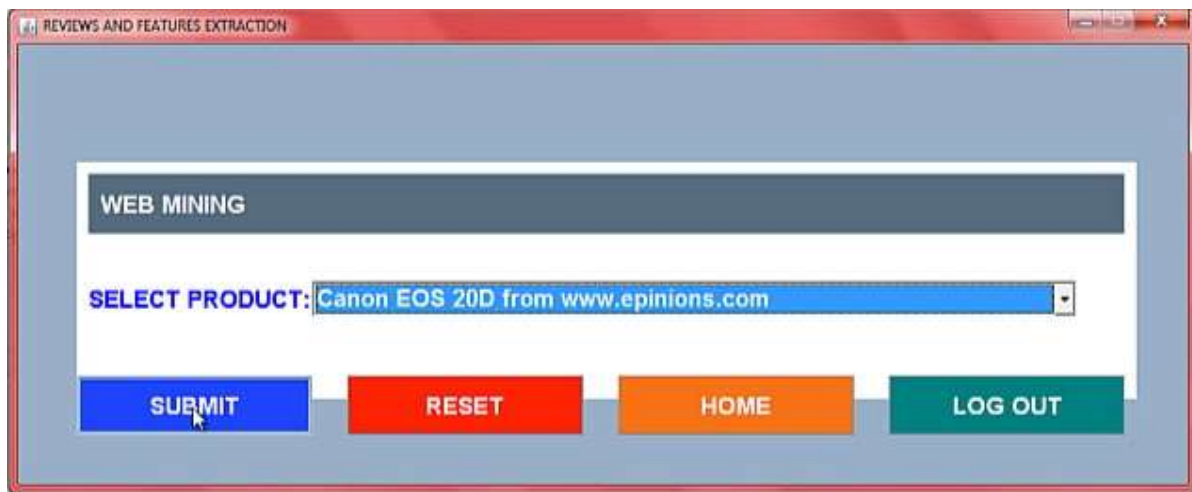 REVIEWS AND FEATURES EXTRACTION
WEB MINING
SELECT PRODUCT: Canon EOS 20D from www.epinions.com
SUBMIT RESET HOME LOG OUT